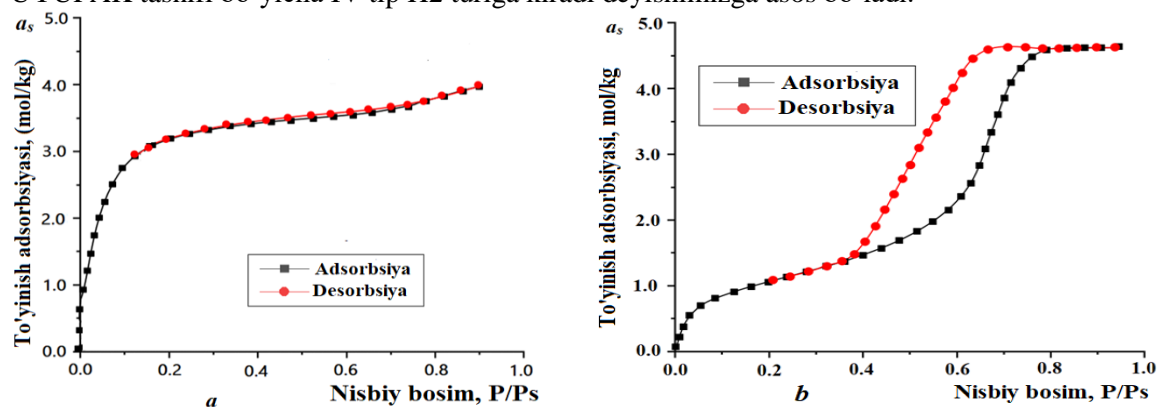 a_s
5.0
4.0
3.0
2.0
1.0
0.0
To'yinish adsorbsiyasi, (mol/kg)
Adsorbsiya
Desorbsiya
0.0 0.2 0.4 0.6 0.8 1.0
Nisbiy bosim, P/Ps
a
a_s
5.0
4.0
3.0
2.0
1.0
0.0
To'yinish adsorbsiyasi, mol/kg
Adsorbsiya
Desorbsiya
0.0 0.2 0.4 0.6 0.8 1.0
Nisbiy bosim, P/Ps
b